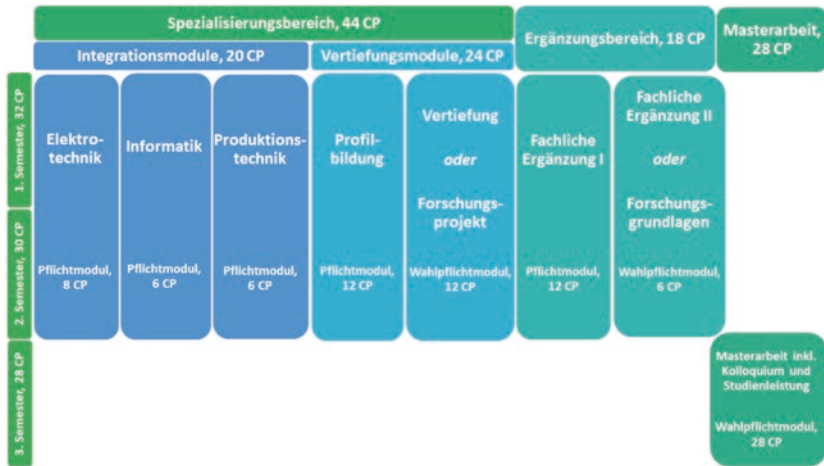 Spezialisierungsbereich, 44 CP
Ergänzungsbereich, 18 CP
Masterarbeit,
28 CP
Integrationsmodule, 20 CP
Vertiefungsmodule, 24 CP
1. Semester, 32 CP
2. Semester, 30 CP
3. Semester, 28 CP
Elektro-
technik
Pflichtmodul,
8 CP
Informatik
Pflichtmodul,
6 CP
Produktions-
technik
Pflichtmodul,
6 CP
Profil-
bildung
Pflichtmodul,
12 CP
Vertiefung
oder
Forschungs-
projekt
Wahlpflichtmodul,
12 CP
Fachliche
Ergänzung I
Pflichtmodul,
12 CP
Fachliche
Ergänzung II
oder
Forschungs-
grundlagen
Wahlpflichtmodul,
6 CP
Masterarbeit inkl.
Kolloquium und
Studienleistung
Wahlpflichtmodul,
28 CP